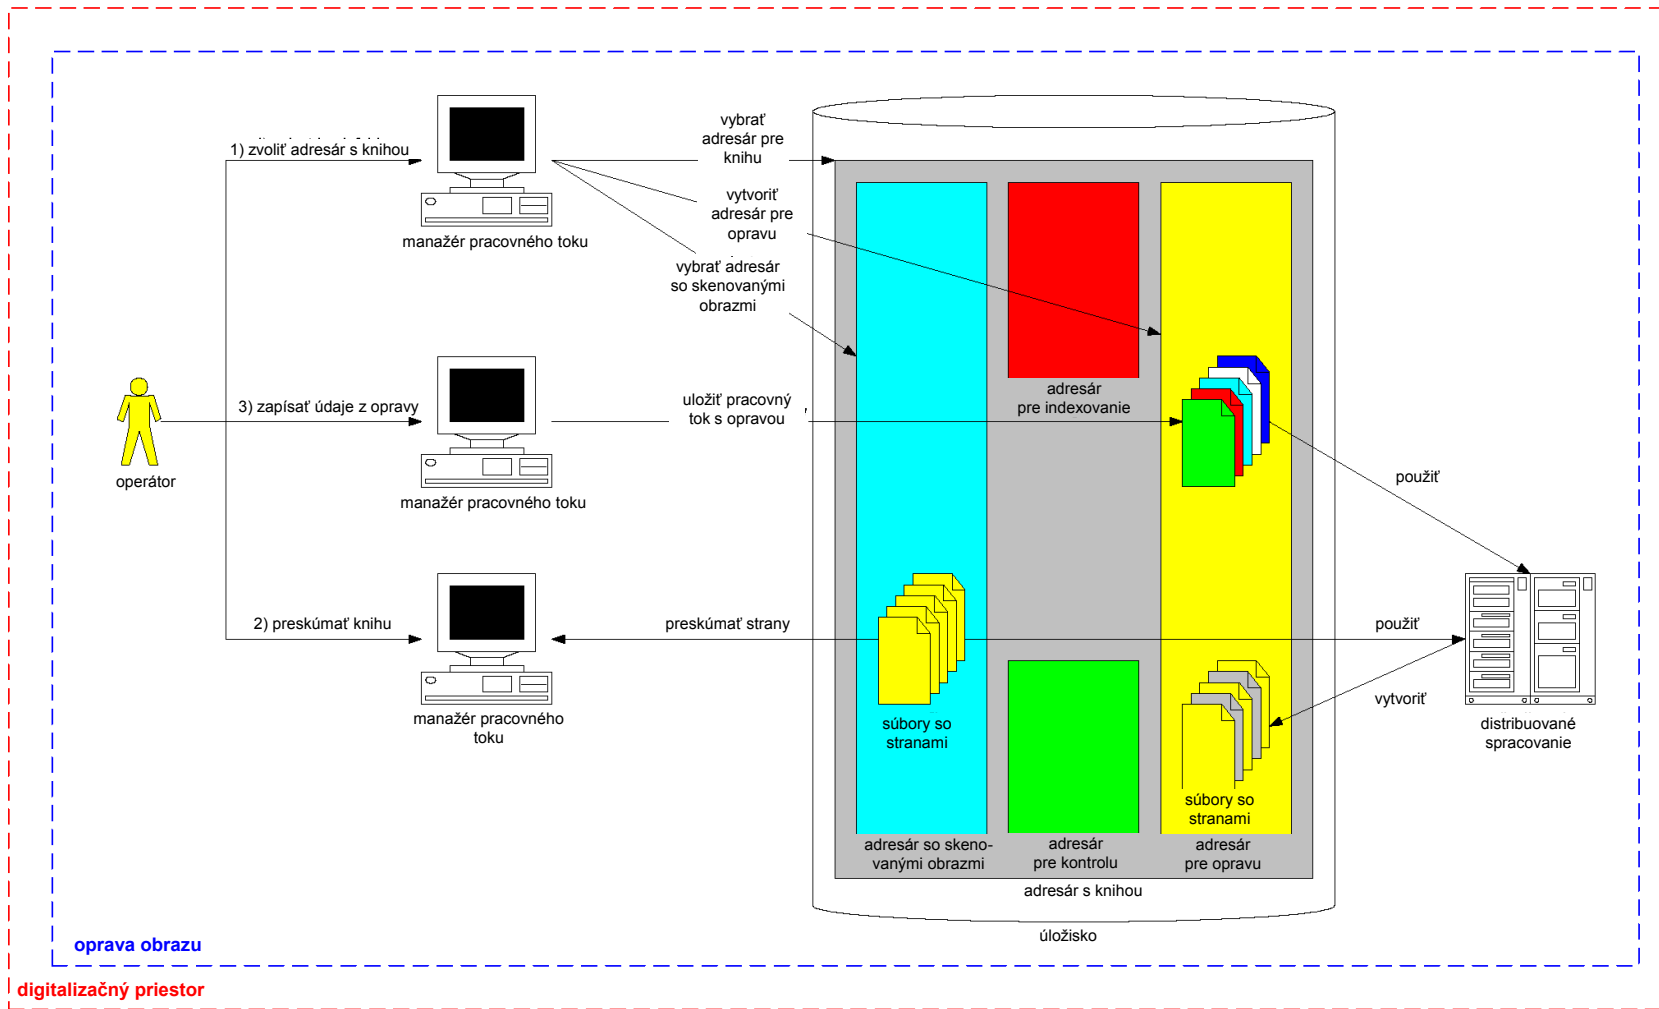 1) zvoliť adresár s knihou
manažér pracovného toku
vybrať
adresár pre
knihu
vytvoriť
adresár pre
opravu
vybrať adresár
so skenovanými
obrazmi
adresár
pre indexovanie
3) zapísať údaje z opravy
manažér pracovného toku
uložiť pracovný
tok s opravou
operátor
použiť
2) preskúmať knihu
manažér pracovného
toku
preskúmať strany
súbory so
stranami
použiť
vytvoriť
distribuované
spracovanie
súbory so
stranami
adresár so skeno-
vanými obrazmi
adresár
pre kontrolu
adresár
pre opravu
adresár s knihou
úložisko
oprava obrazu
digitalizačný priestor